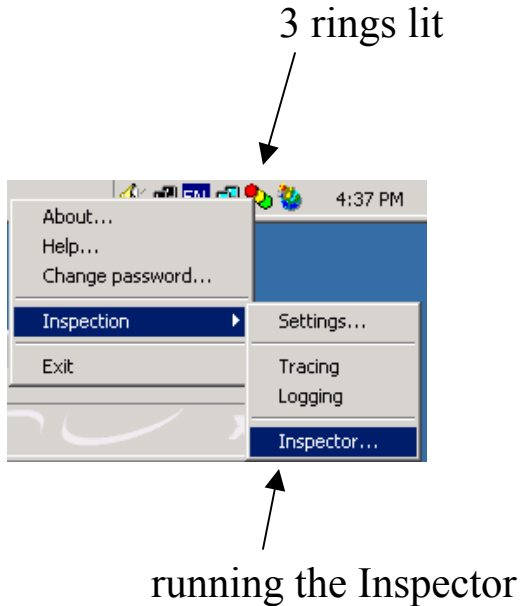 3 rings lit
EN
4:37 PM
About...
Help...
Change password...
Inspection
Settings...
Exit
Tracing
Logging
Inspector...
running the Inspector